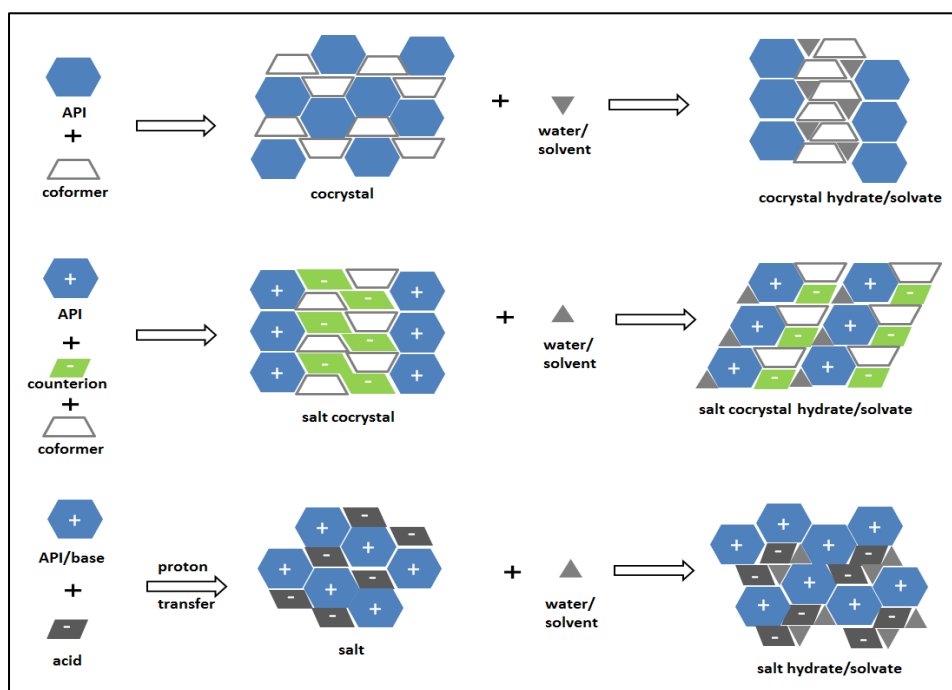 API
+
coformer
cocrystal
+
water/
solvent
cocrystal hydrate/solvate
+
API
+
-
counterion
+
coformer
+ - +
+ - - +
+ - - +
+ - - +
salt cocrystal
+
water/
solvent
+ +
- -
+ +
- -
+ +
- -
salt cocrystal hydrate/solvate
+
API/base
+
-
acid
proton
transfer
-
+ -
+ - +
+ -
- - +
salt
+
water/
solvent
+ +
+ - - +
- + - +
+ - -
- -
salt hydrate/solvate